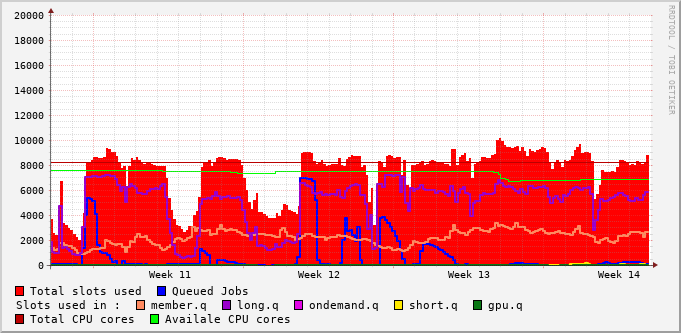 20000
18000
16000
14000
12000
10000
8000
6000
4000
2000
0
Week 11 Week 12 Week 13 Week 14
RRDTOOL / TOBI OETIKER
Total slots used Queued Jobs
Slots used in : member.q long.q ondemand.q short.q gpu.q
Total CPU cores Availale CPU cores